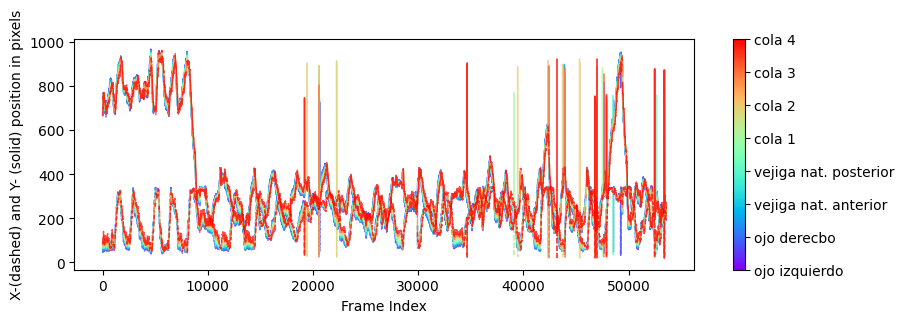 X-(dashed) and Y- (solid) position in pixels
1000
800
600
400
200
0
0
10000
20000
30000
40000
50000
Frame Index
cola 4
cola 3
cola 2
cola 1
vejiga nat. posterior
vejiga nat. anterior
ojo derecbo
ojo izquierdo